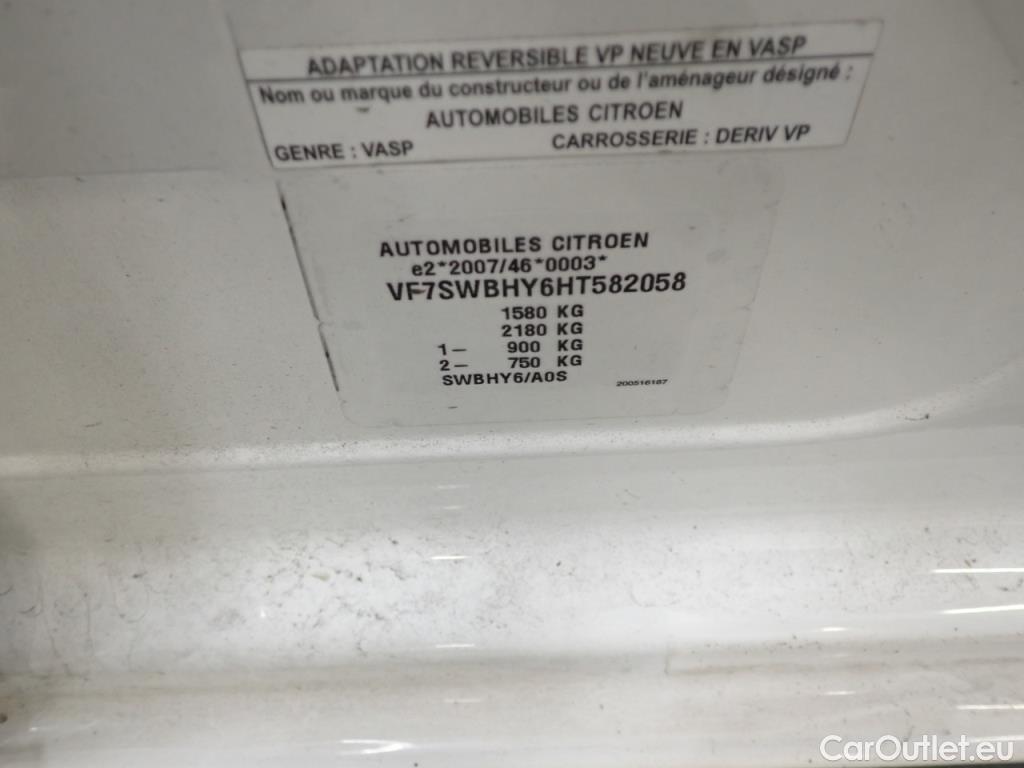 ADAPTATION REVERSIBLE VP NEUVE EN VASP
Nom ou marque du constructeur ou de l'aménageur désigné :
AUTOMOBILES CITROEN
GENRE : VASP CARROSSERIE : DERIV VP
AUTOMOBILES CITROEN
e2*2007/46*0003*
VF7SWBHY6HT582058
1580 KG
2180 KG
1- 900 KG
2- 750 KG
SWBHY6/A0S 200516187
CarOutlet.eu